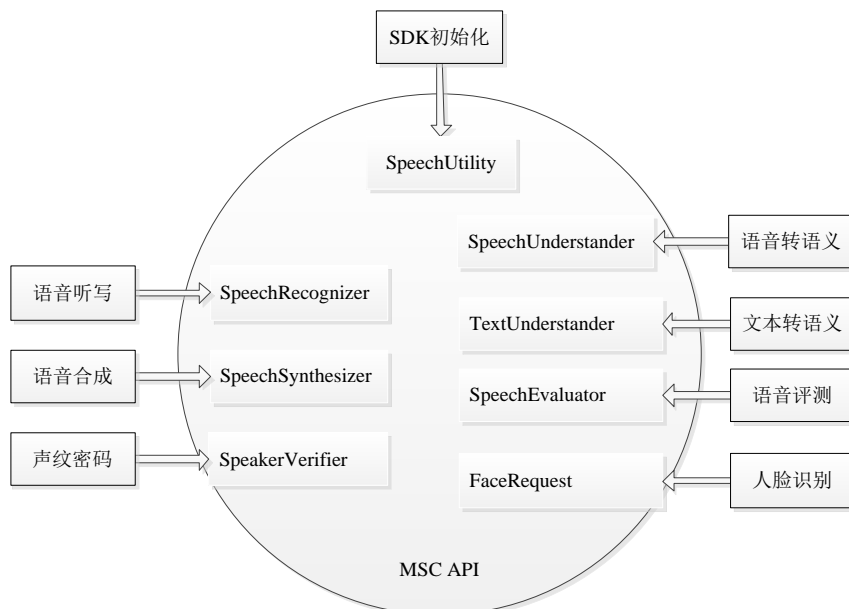 SDK初始化
SpeechUtility
SpeechUnderstander
语音转语义
语音听写
SpeechRecognizer
TextUnderstander
文本转语义
语音合成
SpeechSynthesizer
SpeechEvaluator
语音评测
声纹密码
SpeakerVerifier
FaceRequest
人脸识别
MSC API